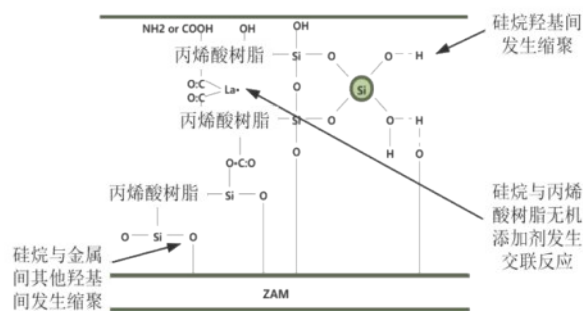 NH2 or COOH OH OH
丙烯酸树脂 Si O O H
O:C La• O Si
O:C
丙烯酸树脂 Si O O H
O•C:O O H O
丙烯酸树脂 Si O
O Si O
ZAM
硅烷羟基间
发生缩聚
硅烷与丙烯
酸树脂无机
添加剂发生
交联反应
硅烷与金属
间其他羟基
间发生缩聚